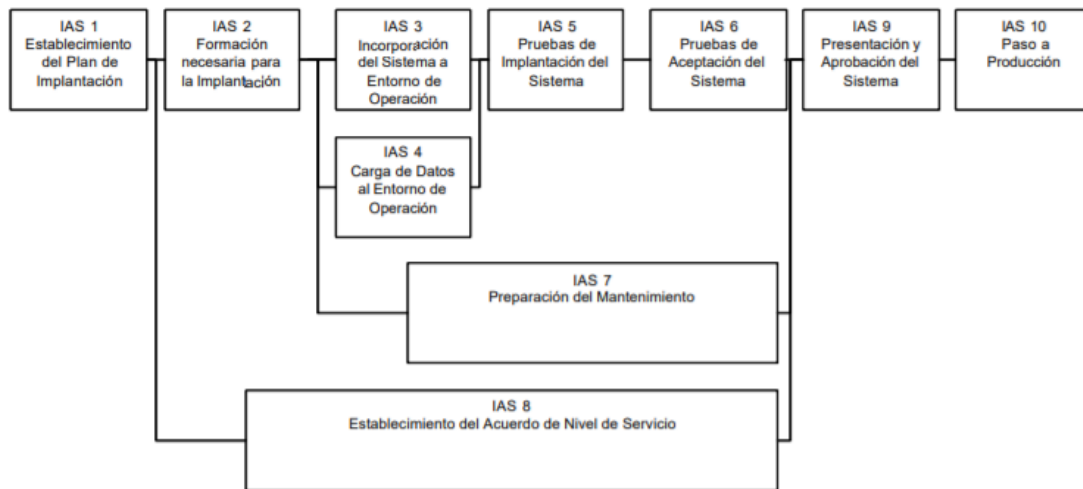 IAS 1
Establecimiento
del Plan de
Implantación
IAS 2
Formación
necesaria para
la Implantación
IAS 3
Incorporación
del Sistema a
Entorno de
Operación
IAS 5
Pruebas de
Implantación del
Sistema
IAS 6
Pruebas de
Aceptación del
Sistema
IAS 9
Presentación y
Aprobación del
Sistema
IAS 10
Paso a
Producción
IAS 4
Carga de Datos
al Entorno de
Operación
IAS 7
Preparación del Mantenimiento
IAS 8
Establecimiento del Acuerdo de Nivel de Servicio